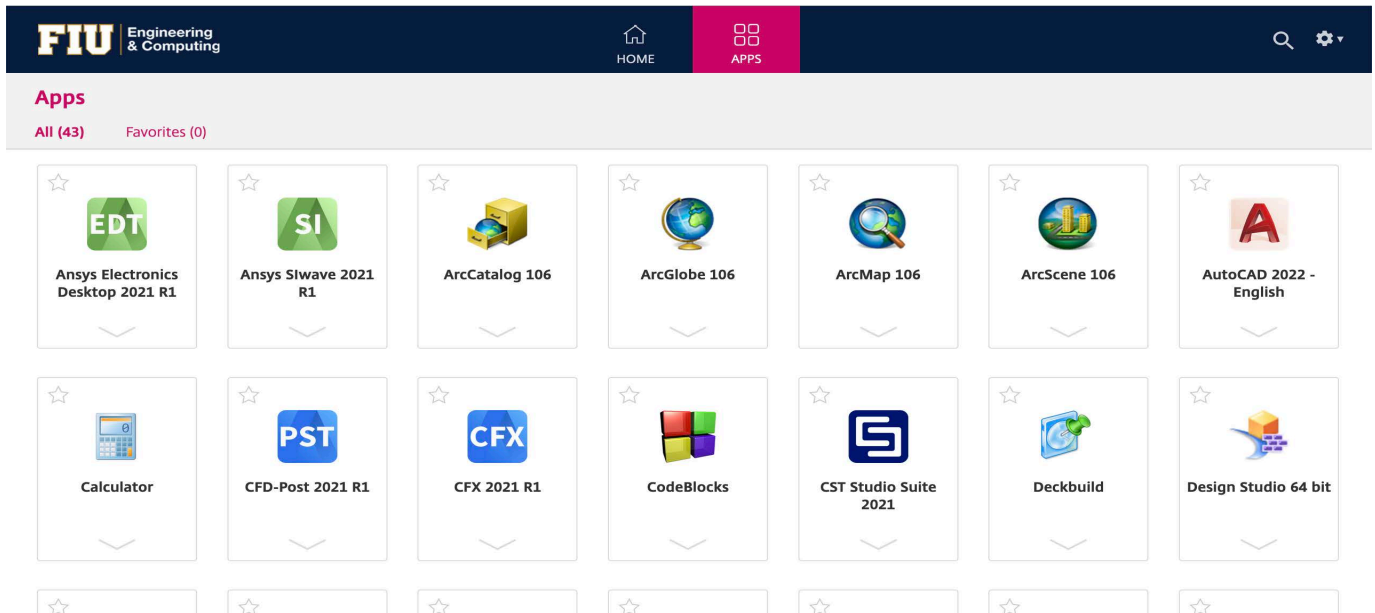 FIU Engineering
& Computing
HOME
APPS
Apps
All (43) Favorites (0)
EDT
Ansys Electronics
Desktop 2021 R1
SI
Ansys SIwave 2021
R1
ArcCatalog 106
ArcGlobe 106
ArcMap 106
ArcScene 106
A
AutoCAD 2022 -
English
Calculator
PST
CFD-Post 2021 R1
CFX
CFX 2021 R1
CodeBlocks
CST Studio Suite
2021
Deckbuild
Design Studio 64 bit